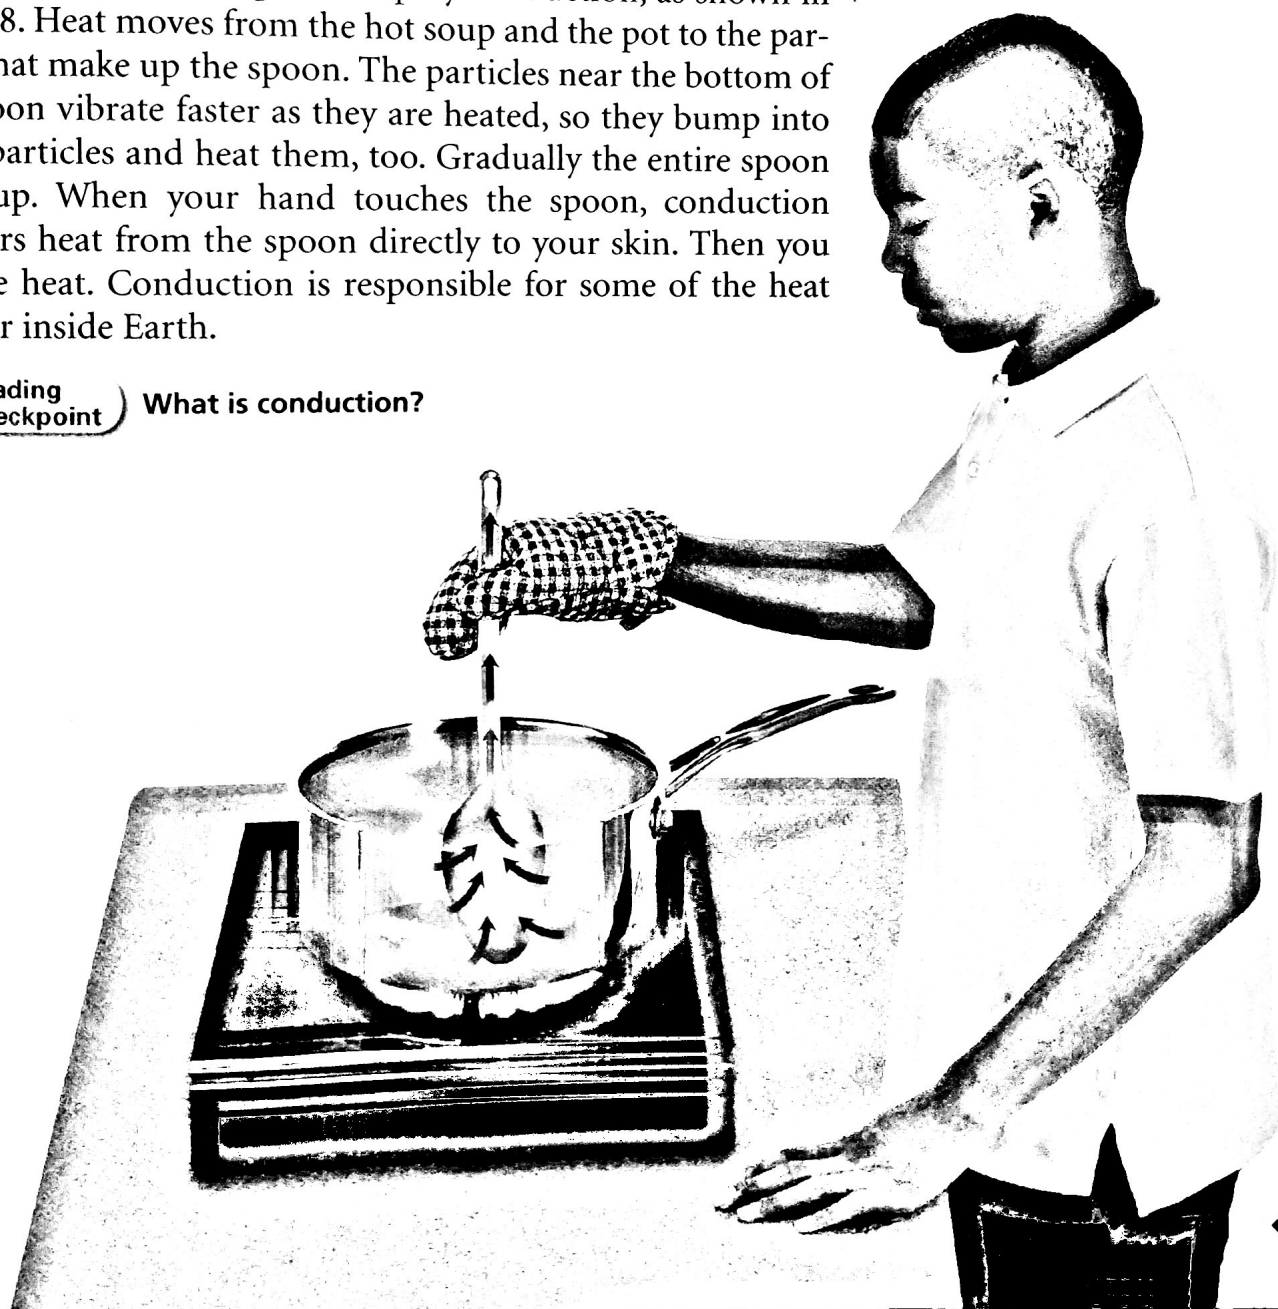 8. Heat moves from the hot soup and the pot to the par-
hat make up the spoon. The particles near the bottom of
oon vibrate faster as they are heated, so they bump into
particles and heat them, too. Gradually the entire spoon
up. When your hand touches the spoon, conduction
rs heat from the spoon directly to your skin. Then you
e heat. Conduction is responsible for some of the heat
r inside Earth.
ading
eckpoint
What is conduction?